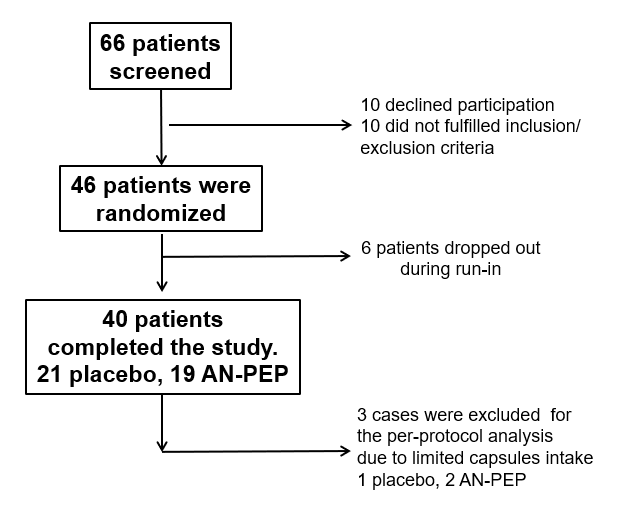 66 patients
screened
10 declined participation
10 did not fulfilled inclusion/
exclusion criteria
46 patients were
randomized
6 patients dropped out
during run-in
40 patients
completed the study.
21 placebo, 19 AN-PEP
3 cases were excluded for
the per-protocol analysis
due to limited capsules intake
1 placebo, 2 AN-PEP